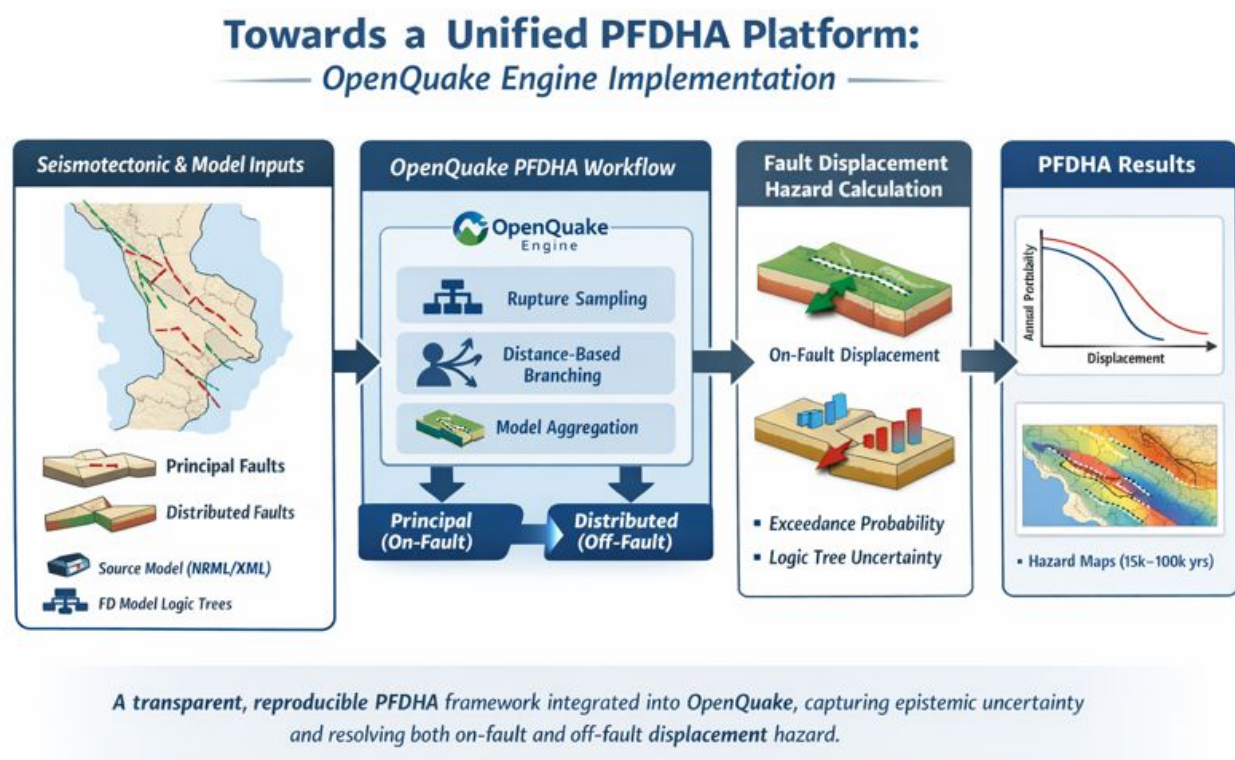 Towards a Unified PFDHA Platform:
OpenQuake Engine Implementation
Seismotectonic & Model Inputs
Principal Faults
Distributed Faults
Source Model (NRML/XML)
FD Model Logic Trees
OpenQuake PFDHA Workflow
OpenQuake
Engine
Rupture Sampling
Distance-Based
Branching
Model Aggregation
Principal
(On-Fault)
Distributed
(Off-Fault)
Fault Displacement
Hazard Calculation
On-Fault Displacement
▪ Exceedance Probability
▪ Logic Tree Uncertainty
PFDHA Results
Annual Porbilarily
Displacement
▪ Hazard Maps (15k–100k yrs)
A transparent, reproducible PFDHA framework integrated into OpenQuake, capturing epistemic uncertainty
and resolving both on-fault and off-fault displacement hazard.